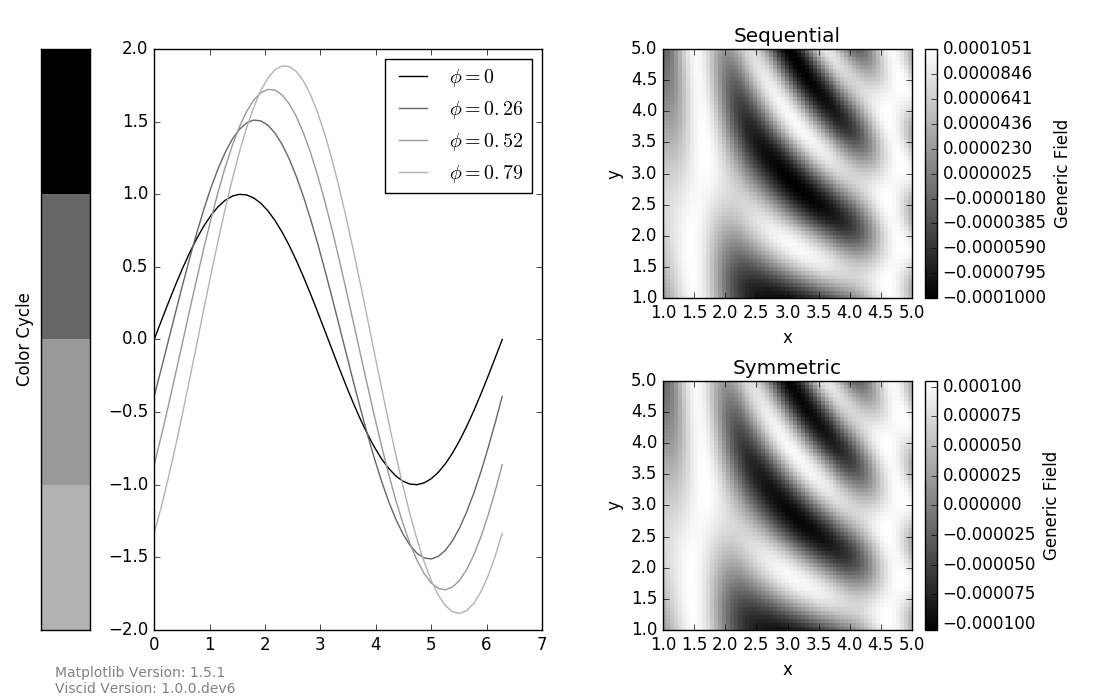 Color Cycle
2.0
1.5
1.0
0.5
0.0
−0.5
−1.0
−1.5
−2.0
0 1 2 3 4 5 6 7
ϕ = 0
ϕ = 0.26
ϕ = 0.52
ϕ = 0.79
Sequential
y
5.0
4.5
4.0
3.5
3.0
2.5
2.0
1.5
1.0
1.0 1.5 2.0 2.5 3.0 3.5 4.0 4.5 5.0
x
0.0001051
0.0000846
0.0000641
0.0000436
0.0000230
0.0000025
−0.0000180
−0.0000385
−0.0000590
−0.0000795
−0.0001000
Generic Field
Symmetric
y
5.0
4.5
4.0
3.5
3.0
2.5
2.0
1.5
1.0
1.0 1.5 2.0 2.5 3.0 3.5 4.0 4.5 5.0
x
0.000100
0.000075
0.000050
0.000025
0.000000
−0.000025
−0.000050
−0.000075
−0.000100
Generic Field
Matplotlib Version: 1.5.1
Viscid Version: 1.0.0.dev6